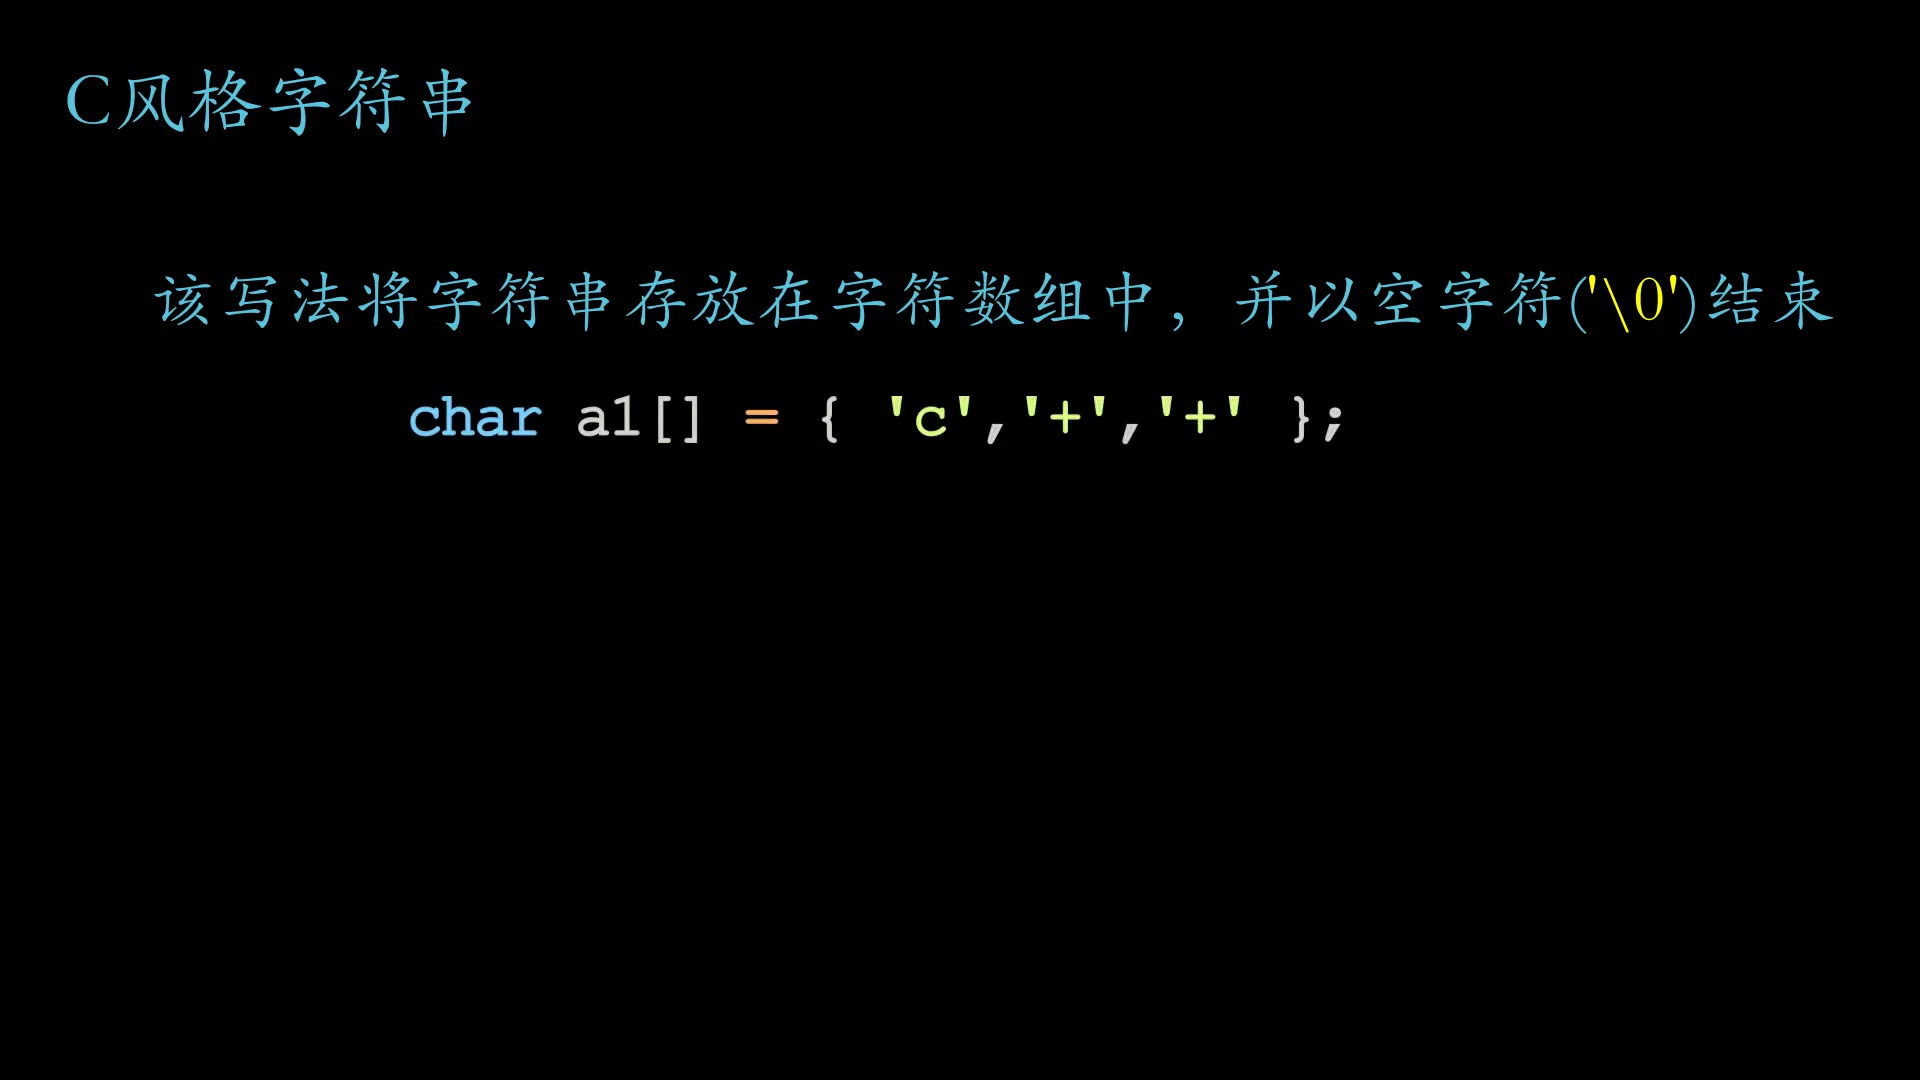 C风格字符串
该写法将字符串存放在字符数组中，并以空字符('\0')结束
char a1[] = { 'c','+','+' };